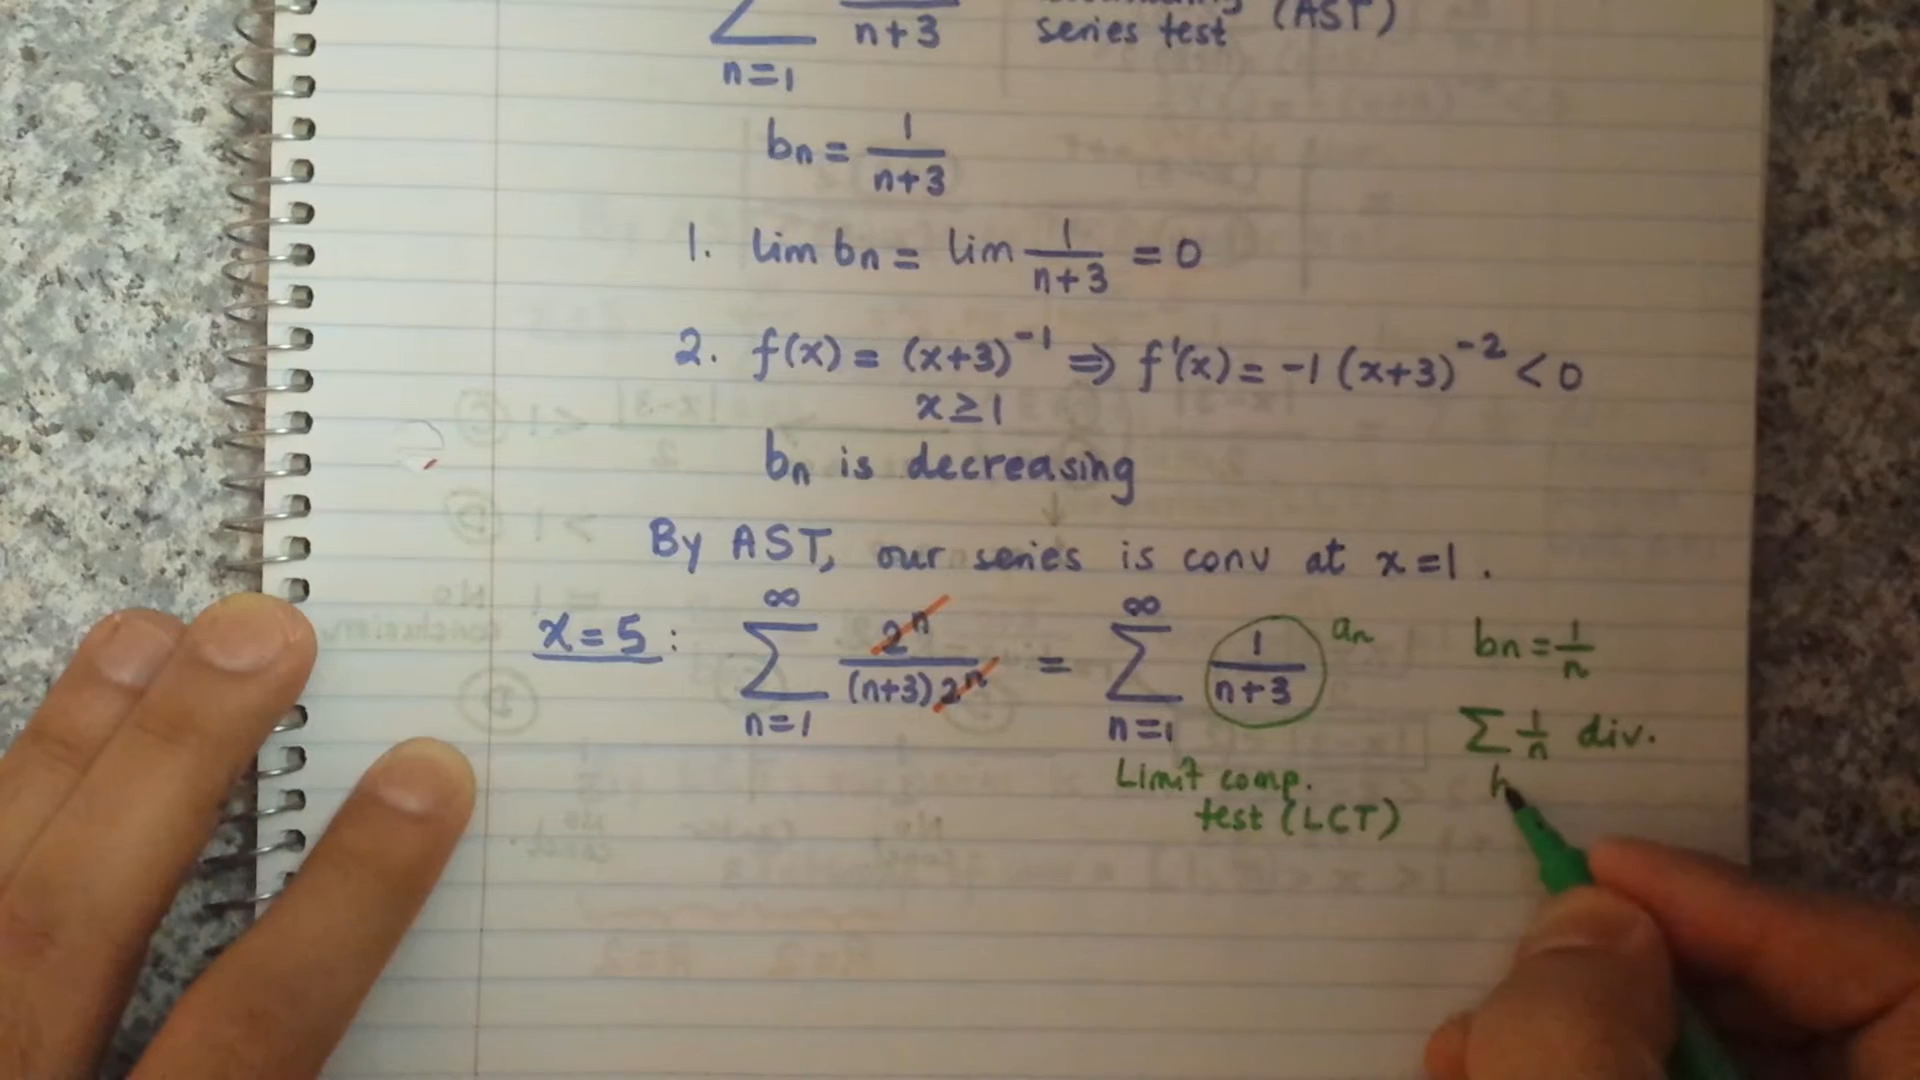 ∑ n+3 series test (AST)
n=1
bn = 1/(n+3)
1. lim bn = lim 1/(n+3) = 0
2. f(x) = (x+3)^-1 ⇒ f'(x) = -1 (x+3)^-2 < 0
x ≥ 1
bn is decreasing
By AST, our series is conv at x=1.
x=5: ∑_{n=1}^{∞} 2^n/((n+3)2^n) = ∑_{n=1}^{∞} 1/(n+3) an
bn = 1/n
∑ 1/n div.
h
Limit comp.
test (LCT)